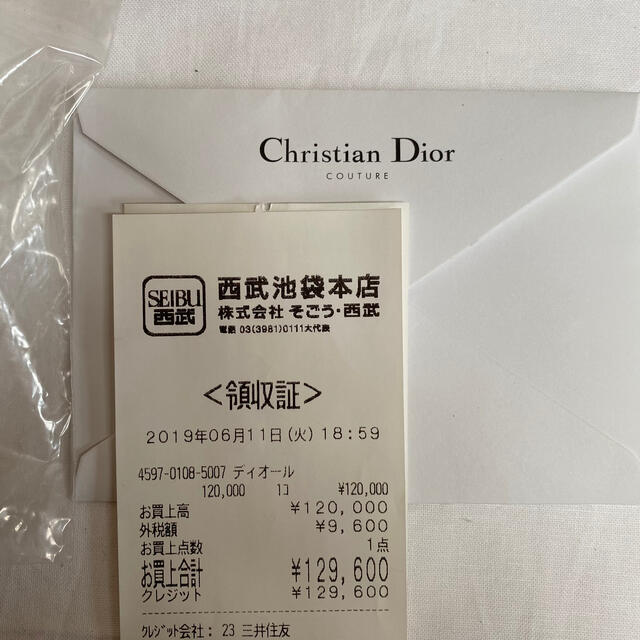 Christian Dior
COUTURE
SEIBU
西武
西武池袋本店
株式会社 そごう・西武
電話 03(3981)0111大代表
<領収証>
2019年06月11日(火)18:59
4597-0108-5007 ディオール
120,000 1コ ¥120,000
お買上高 ¥120,000
外税額 ¥9,600
お買上点数 1点
お買上合計 ¥129,600
クレジット ¥129,600
クレジット会社: 23 三井住友